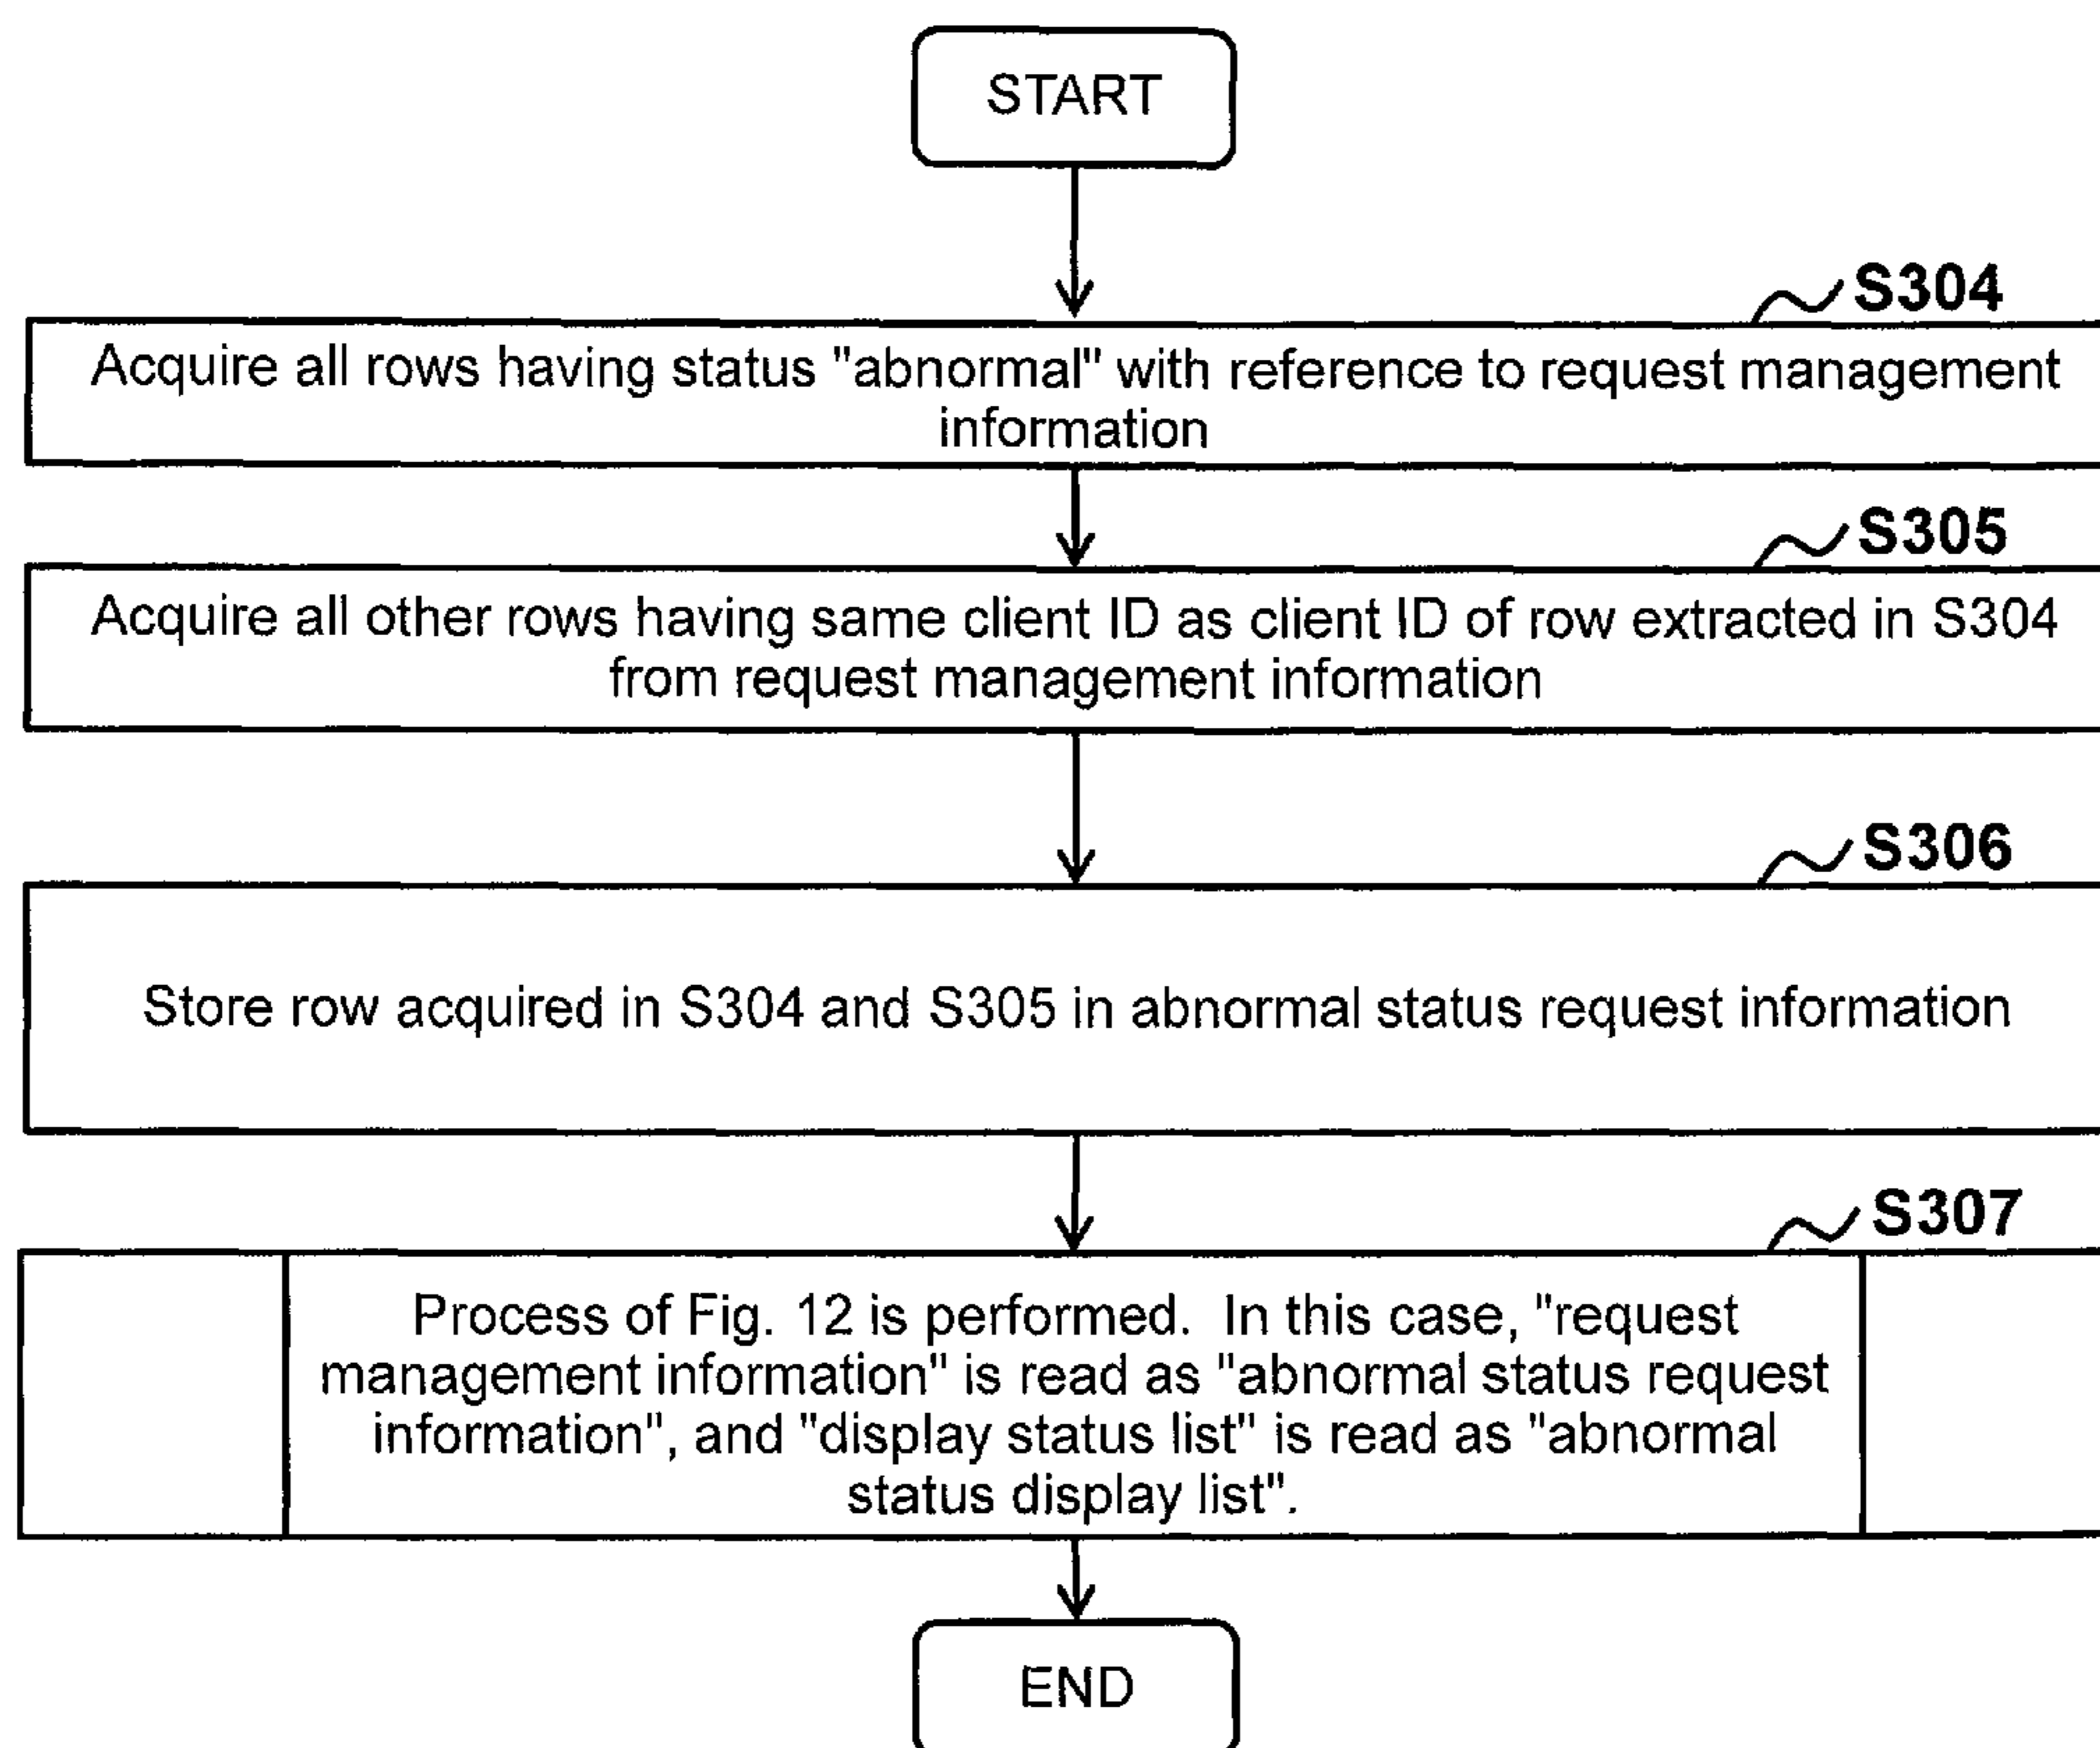 START
S304
Acquire all rows having status "abnormal" with reference to request management
information
S305
Acquire all other rows having same client ID as client ID of row extracted in S304
from request management information
S306
Store row acquired in S304 and S305 in abnormal status request information
S307
Process of Fig. 12 is performed. In this case, "request
management information" is read as "abnormal status request
information", and "display status list" is read as "abnormal
status display list".
END